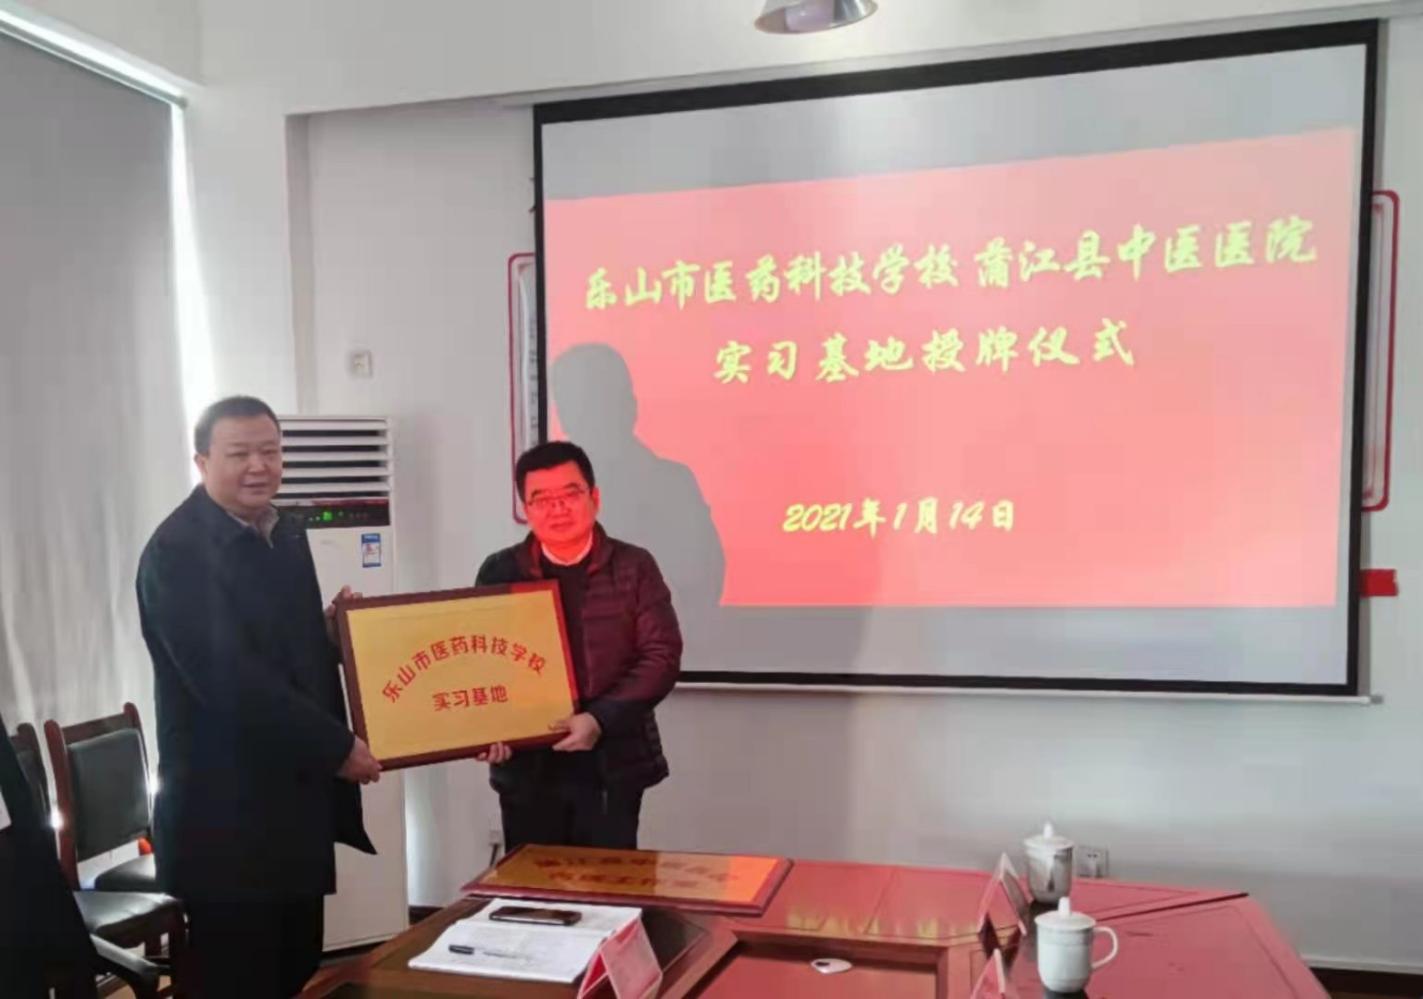 乐山市医药科技学校 蒲江县中医医院
实习基地授牌仪式
2021年1月14日
乐山市医药科技学校
实习基地